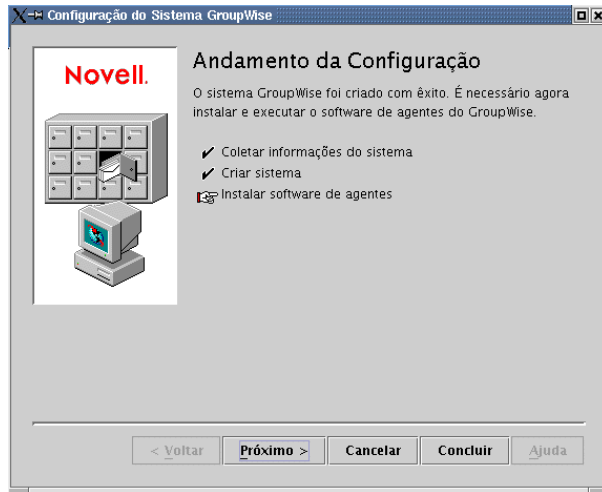 Configuração do Sistema GroupWise
Novell.
Andamento da Configuração
O sistema GroupWise foi criado com êxito. É necessário agora
instalar e executar o software de agentes do GroupWise.
Coletar informações do sistema
Criar sistema
Instalar software de agentes
< Voltar
Próximo >
Cancelar
Concluir
Ajuda